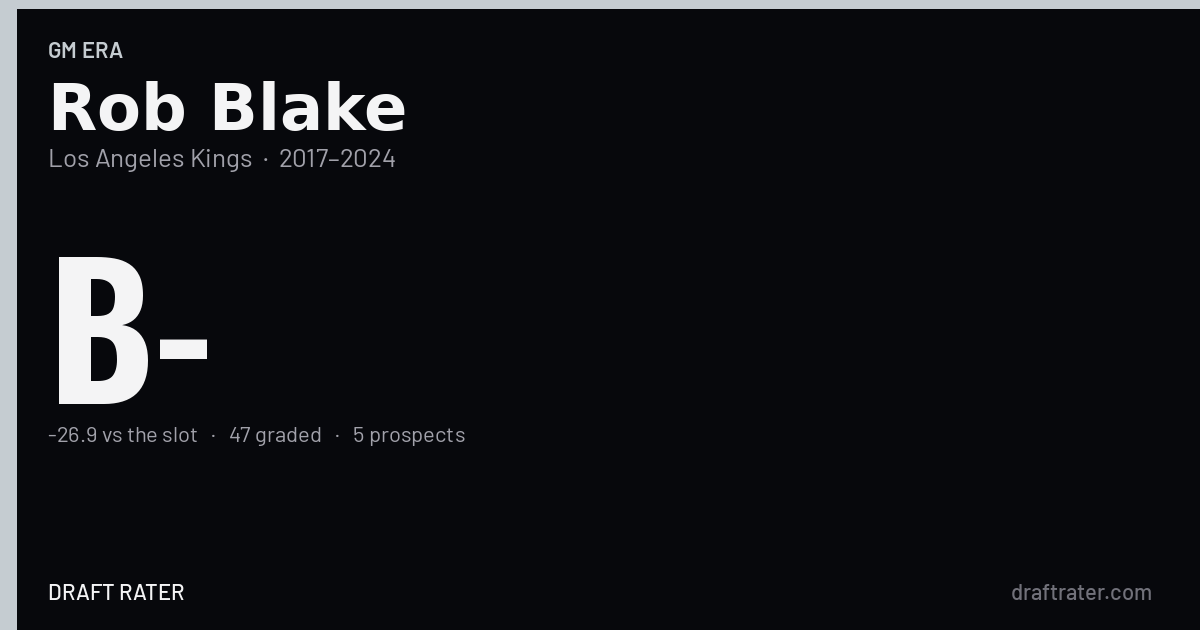 GM ERA
Rob Blake
Los Angeles Kings · 2017–2024
B-
-26.9 vs the slot · 47 graded · 5 prospects
DRAFT RATER
draftrater.com